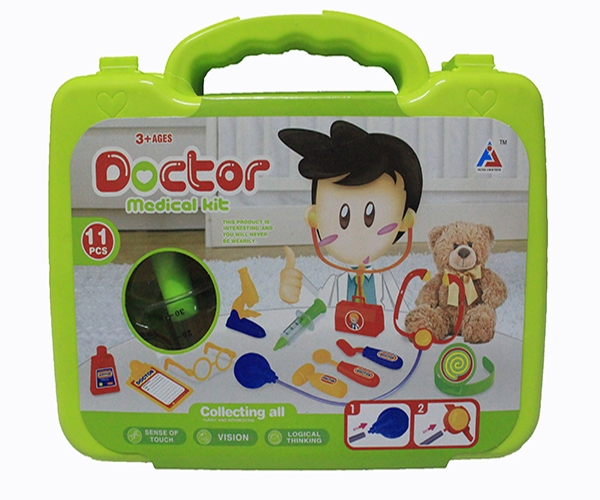 3+AGES
Doctor
Medical kit
THIS PRODUCT IS
INTERESTING AND
YOU WILL NEVER
BE WEARILY.
11
PCS
DOCTOR
Collecting all
1
2
SENSE OF
TOUCH
VISION
LOGICAL
THINKING